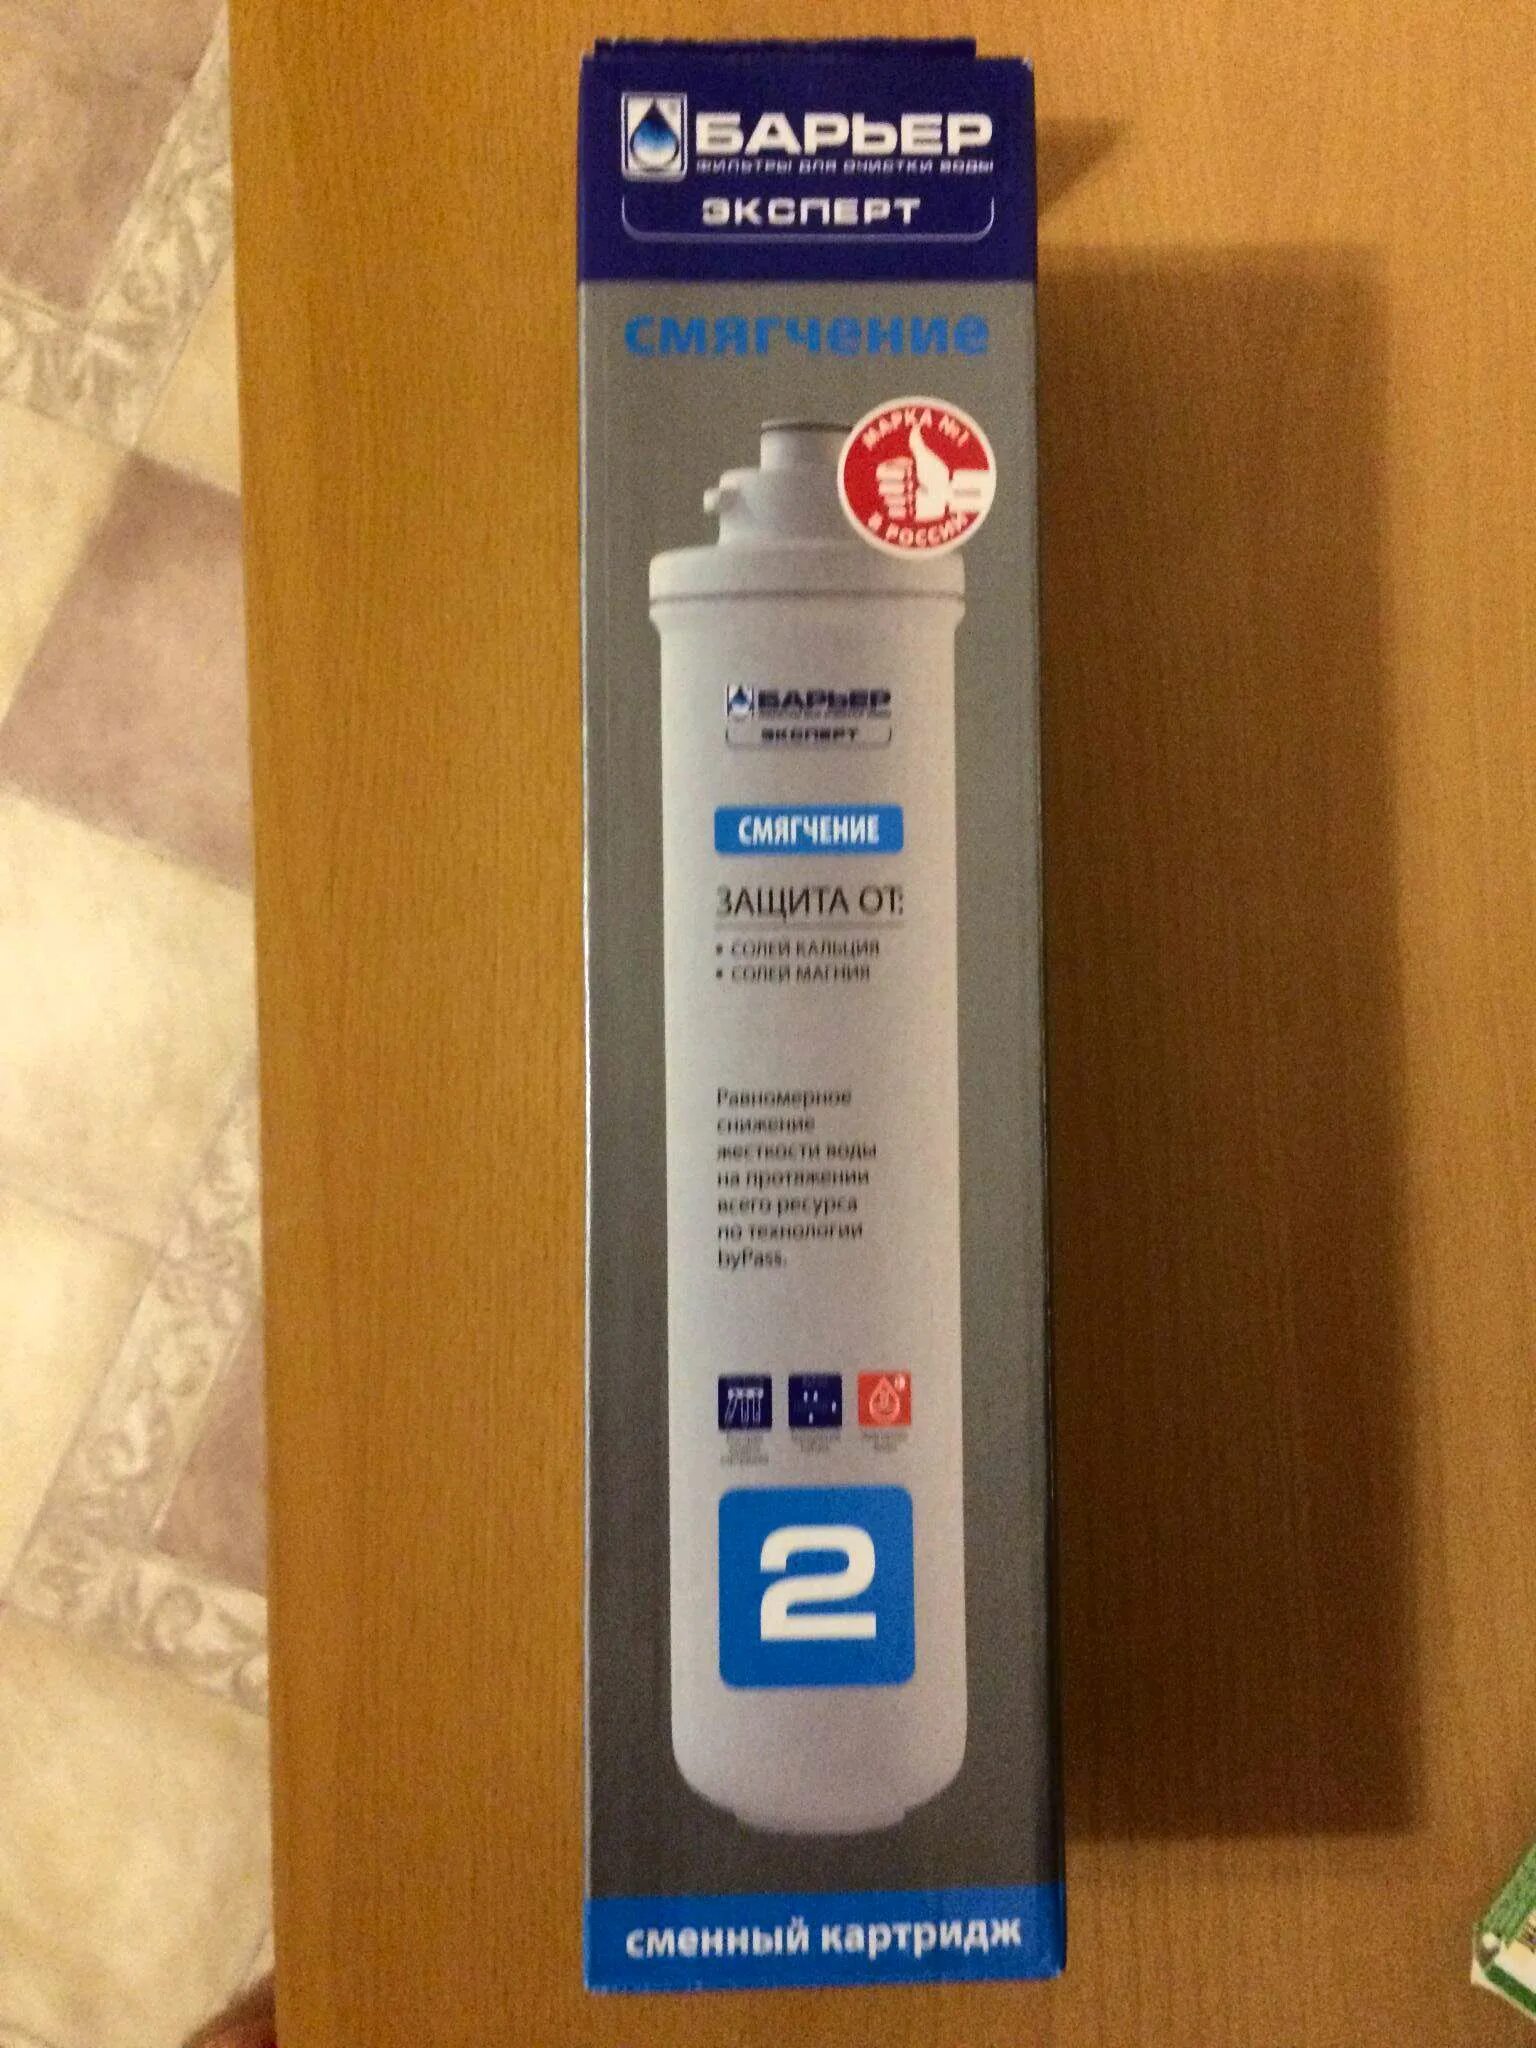 БАРЬЕР
ФИЛЬТРЫ ДЛЯ ОЧИСТКИ ВОДЫ
ЭКСПЕРТ
смягчение
МАРКА №1
В РОССИИ
БАРЬЕР
ЭКСПЕРТ
СМЯГЧЕНИЕ
ЗАЩИТА ОТ:
• СОЛЕЙ КАЛЬЦИЯ
• СОЛЕЙ МАГНИЯ
Равномерное
снижение
жесткости воды
на протяжении
всего ресурса
по технологии
byPass.
2
сменный картридж